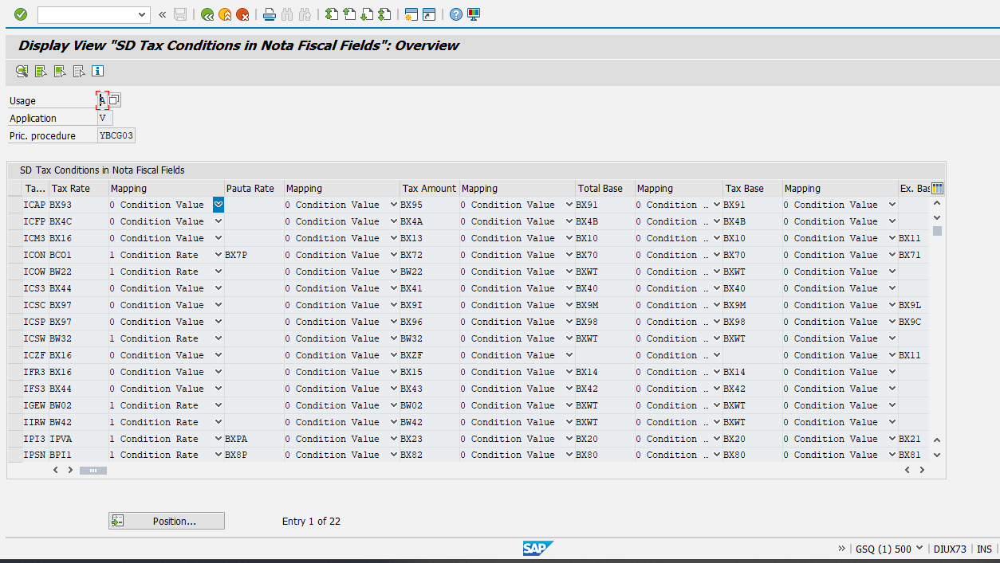 Display View "SD Tax Conditions in Nota Fiscal Fields": Overview
Usage A
Application V
Pric. procedure YBCG03
SD Tax Conditions in Nota Fiscal Fields
Ta... Tax Rate Mapping Pauta Rate Mapping Tax Amount Mapping Total Base Mapping Tax Base Mapping Ex. Bas
ICAP BX93 0 Condition Value 0 Condition Value BX95 0 Condition Value BX91 0 Condition ... BX91 0 Condition Value
ICFP BX4C 0 Condition Value 0 Condition Value BX4A 0 Condition Value BX4B 0 Condition ... BX4B 0 Condition Value
ICM3 BX16 0 Condition Value 0 Condition Value BX13 0 Condition Value BX10 0 Condition ... BX10 0 Condition Value BX11
ICON BCO1 1 Condition Rate BX7P 0 Condition Value BX72 0 Condition Value BX70 0 Condition ... BX70 0 Condition Value BX71
ICOW BW22 1 Condition Rate 0 Condition Value BW22 0 Condition Value BXWT 0 Condition ... BXWT 0 Condition Value
ICS3 BX44 0 Condition Value 0 Condition Value BX41 0 Condition Value BX40 0 Condition ... BX40 0 Condition Value
ICSC BX97 0 Condition Value 0 Condition Value BX9I 0 Condition Value BX9M 0 Condition ... BX9M 0 Condition Value BX9L
ICSP BX97 0 Condition Value 0 Condition Value BX96 0 Condition Value BX98 0 Condition ... BX98 0 Condition Value BX9C
ICSW BW32 1 Condition Rate 0 Condition Value BW32 0 Condition Value BXWT 0 Condition ... BXWT 0 Condition Value
ICZF BX16 0 Condition Value 0 Condition Value BXZF 0 Condition Value 0 Condition ... 0 Condition Value BX11
IFR3 BX16 0 Condition Value 0 Condition Value BX15 0 Condition Value BX14 0 Condition ... BX14 0 Condition Value
IFS3 BX44 0 Condition Value 0 Condition Value BX43 0 Condition Value BX42 0 Condition ... BX42 0 Condition Value
IGEW BW02 1 Condition Rate 0 Condition Value BW02 0 Condition Value BXWT 0 Condition ... BXWT 0 Condition Value
IIRW BW42 1 Condition Rate 0 Condition Value BW42 0 Condition Value BXWT 0 Condition ... BXWT 0 Condition Value
IPI3 IPVA 1 Condition Rate BXPA 0 Condition Value BX23 0 Condition Value BX20 0 Condition ... BX20 0 Condition Value BX21
IPSN BPI1 1 Condition Rate BX8P 0 Condition Value BX82 0 Condition Value BX80 0 Condition ... BX80 0 Condition Value BX81
Position... Entry 1 of 22
SAP GSQ (1) 500 DIUX73 INS